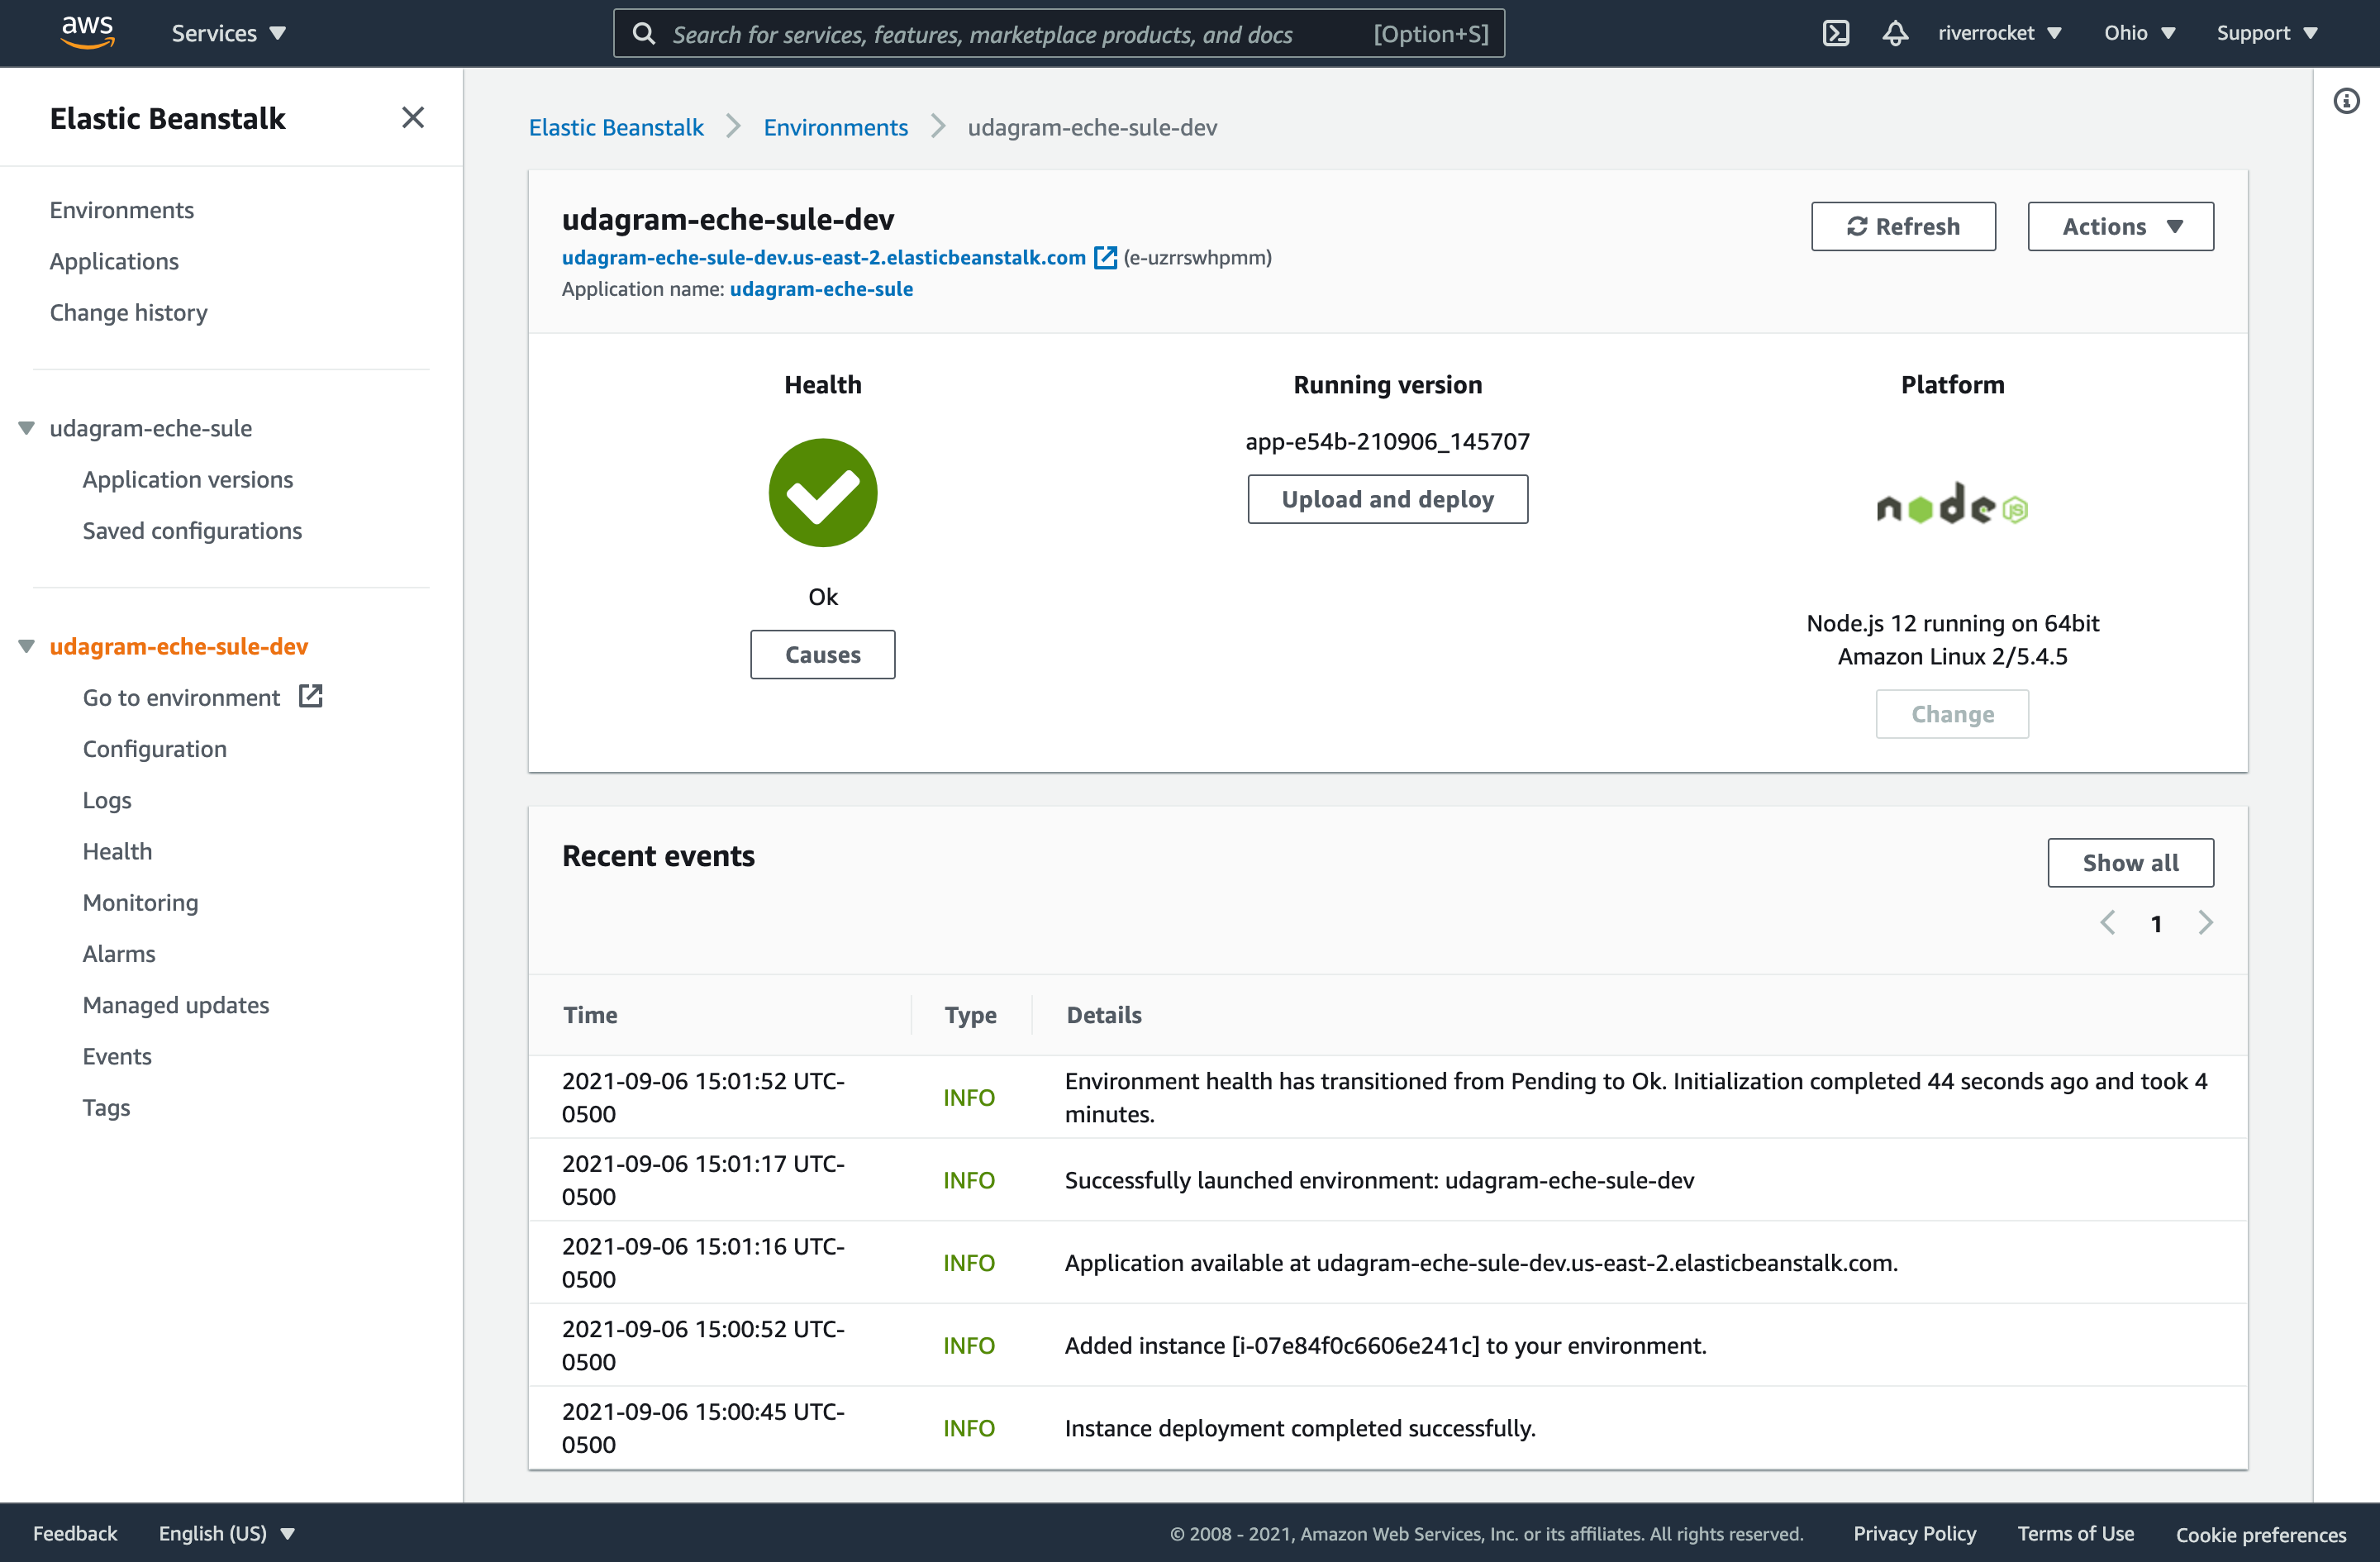 aws
Services
Search for services, features, marketplace products, and docs
[Option+S]
riverrocket
Ohio
Support
Elastic Beanstalk
Environments
Applications
Change history
udagram-eche-sule
Application versions
Saved configurations
udagram-eche-sule-dev
Go to environment
Configuration
Logs
Health
Monitoring
Alarms
Managed updates
Events
Tags
Elastic Beanstalk
Environments
udagram-eche-sule-dev
udagram-eche-sule-dev
udagram-eche-sule-dev.us-east-2.elasticbeanstalk.com (e-uzrrswhpmm)
Application name: udagram-eche-sule
Refresh
Actions
Health
Ok
Causes
Running version
app-e54b-210906_145707
Upload and deploy
Platform
node JS
Node.js 12 running on 64bit
Amazon Linux 2/5.4.5
Change
Recent events
Show all
1
Time
Type
Details
2021-09-06 15:01:52 UTC-
0500
INFO
Environment health has transitioned from Pending to Ok. Initialization completed 44 seconds ago and took 4
minutes.
2021-09-06 15:01:17 UTC-
0500
INFO
Successfully launched environment: udagram-eche-sule-dev
2021-09-06 15:01:16 UTC-
0500
INFO
Application available at udagram-eche-sule-dev.us-east-2.elasticbeanstalk.com.
2021-09-06 15:00:52 UTC-
0500
INFO
Added instance [i-07e84f0c6606e241c] to your environment.
2021-09-06 15:00:45 UTC-
0500
INFO
Instance deployment completed successfully.
Feedback
English (US)
© 2008 - 2021, Amazon Web Services, Inc. or its affiliates. All rights reserved.
Privacy Policy
Terms of Use
Cookie preferences